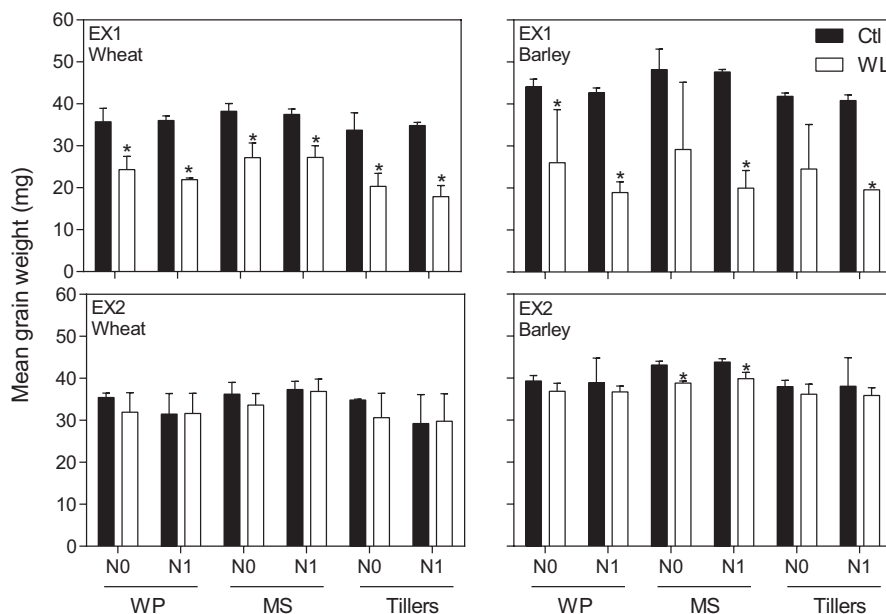 EX1
Wheat
60
50
40
30
20
10
0
* * * * * *
EX1
Barley
Ctl
WL
* * * *
Mean grain weight (mg)
EX2
Wheat
60
50
40
30
20
10
0
N0 N1 N0 N1 N0 N1
WP MS Tillers
EX2
Barley
* *
N0 N1 N0 N1 N0 N1
WP MS Tillers